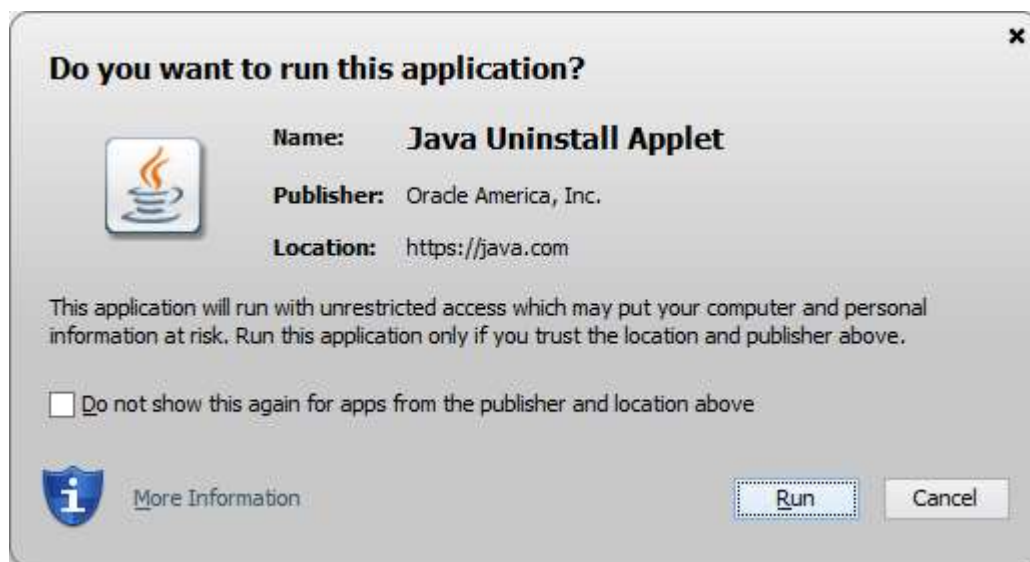 Do you want to run this application?
Name: Java Uninstall Applet
Publisher: Oracle America, Inc.
Location: https://java.com
This application will run with unrestricted access which may put your computer and personal
information at risk. Run this application only if you trust the location and publisher above.
Do not show this again for apps from the publisher and location above
More Information
Run
Cancel